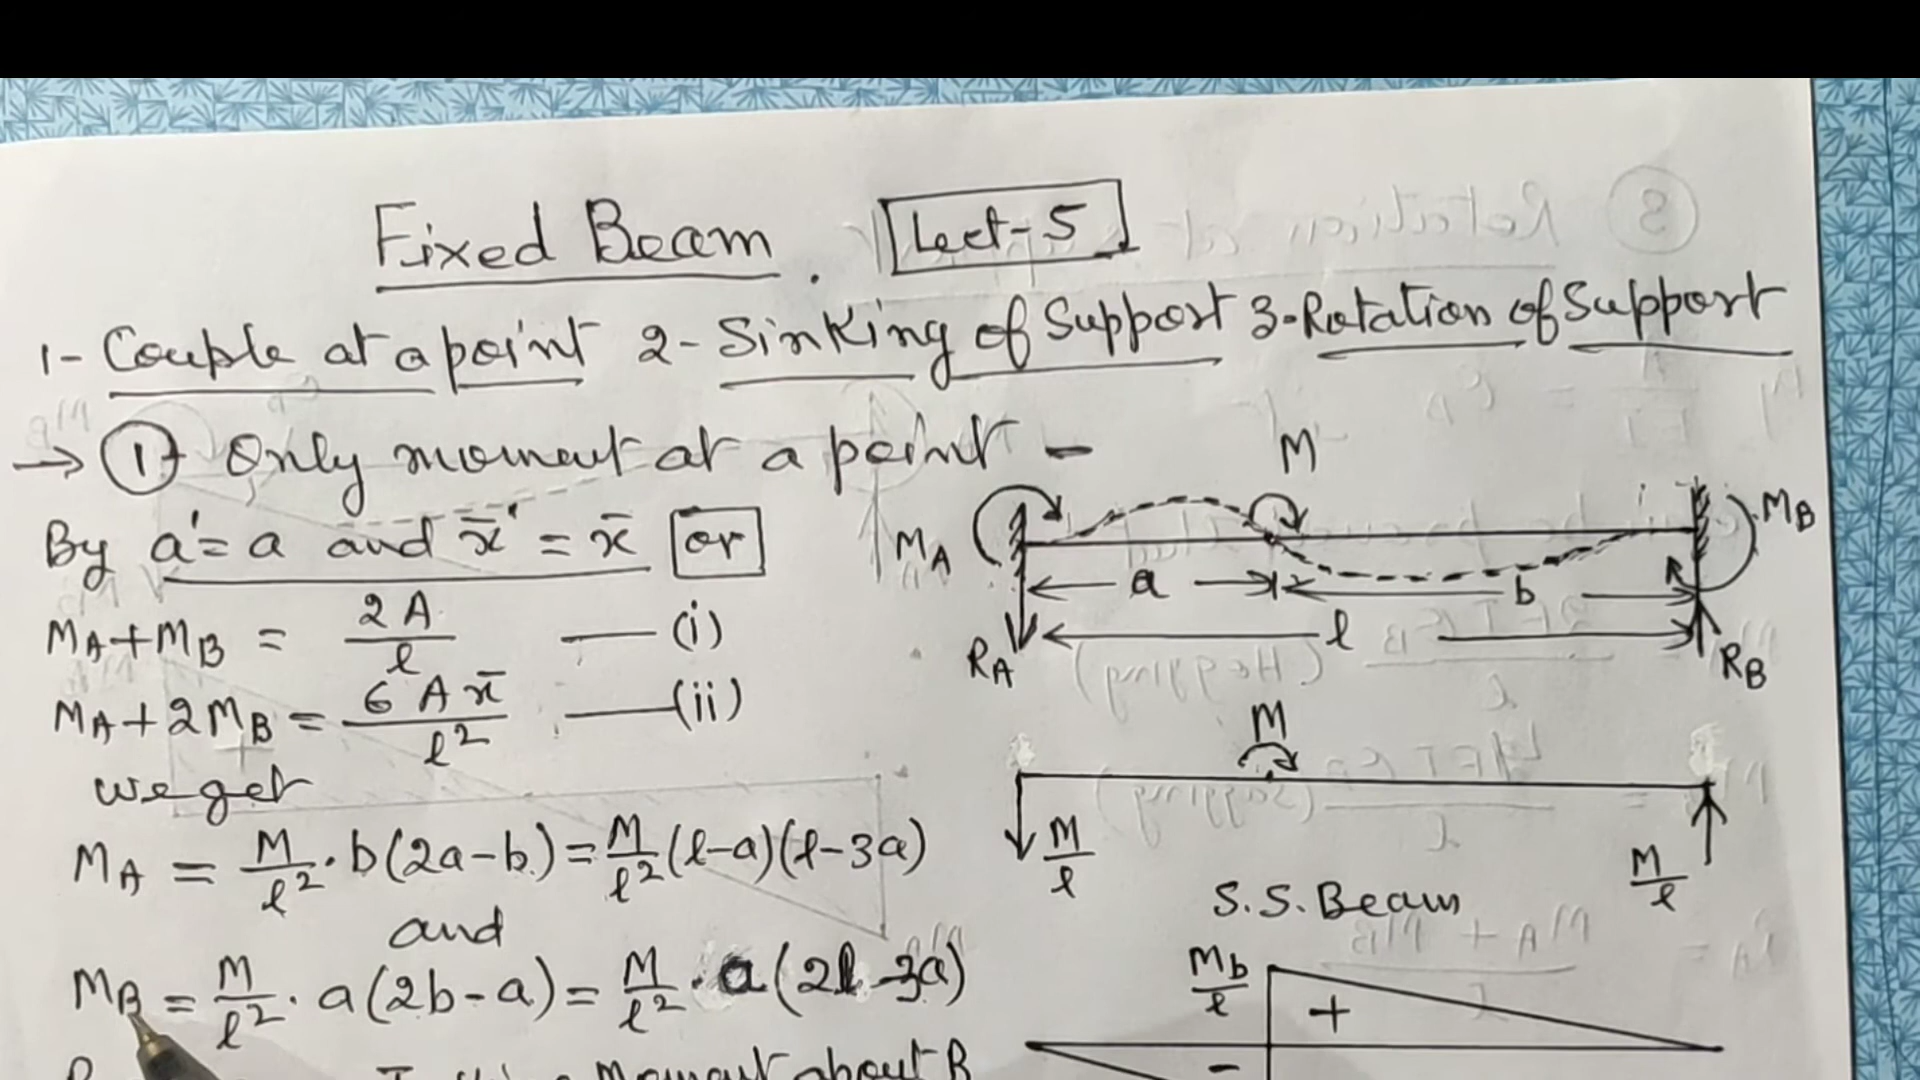 Fixed Beam. Lect-5
1- Couple at a point 2- Sinking of Support 3-Rotation of Support
→ (1) Only moment at a point -
By a' = a and x̄' = x̄ or
MA+MB = 2A/l — (i)
MA+2MB = 6Ax̄/l² — (ii)
we get
MA = M/l² · b(2a-b) = M/l² (l-a)(l-3a)
and
MB = M/l² · a(2b-a) = M/l² · a(2l-3a)
Moment about B
M
MA MB
a b
RA l RB
M
M/l M/l
S.S. Beam
Mb/l
+
-